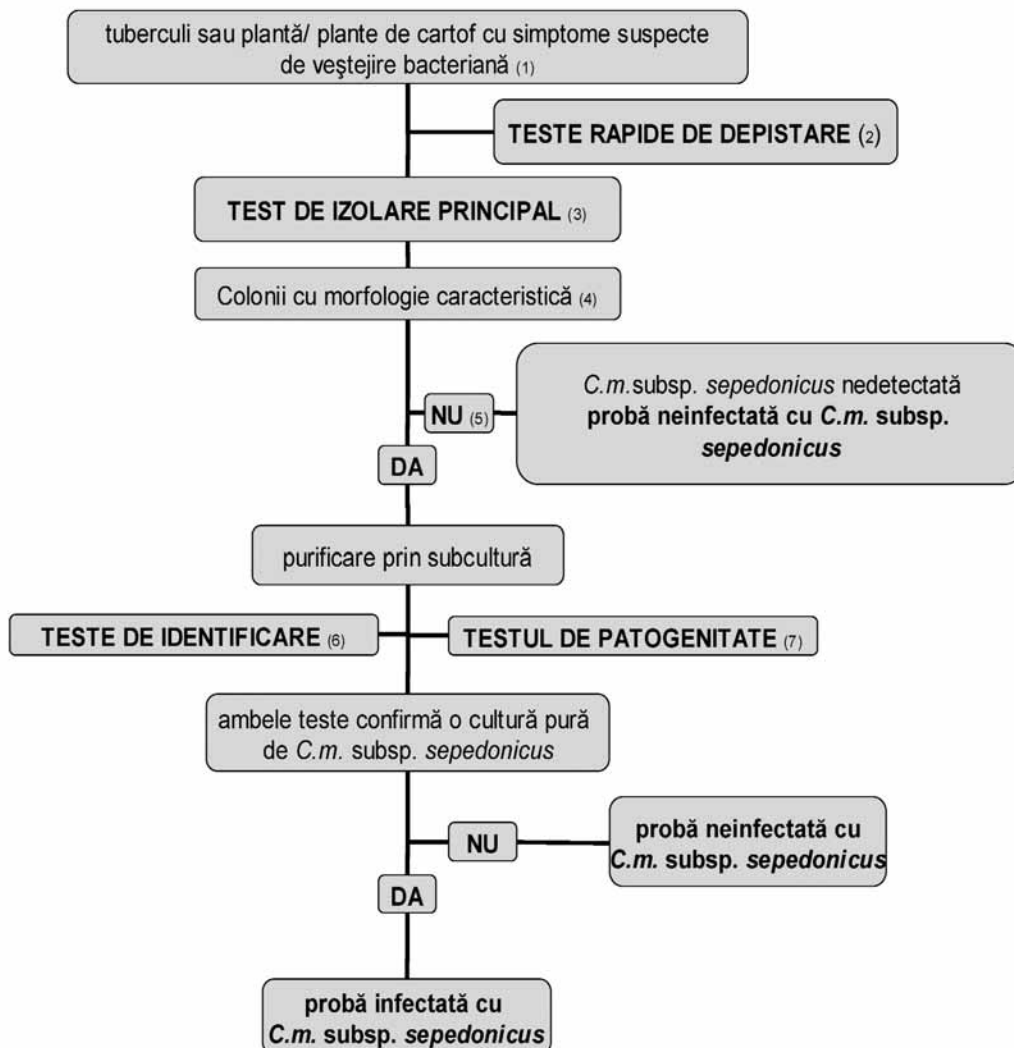 tuberculi sau plantă/ plante de cartof cu simptome suspecte
de veştejire bacteriană (1)
TESTE RAPIDE DE DEPISTARE (2)
TEST DE IZOLARE PRINCIPAL (3)
Colonii cu morfologie caracteristică (4)
C.m.subsp. sepedonicus nedetectată
probă neinfectată cu C.m. subsp.
sepedonicus
NU (5)
DA
purificare prin subcultură
TESTE DE IDENTIFICARE (6)
TESTUL DE PATOGENITATE (7)
ambele teste confirmă o cultură pură
de C.m. subsp. sepedonicus
NU
probă neinfectată cu
C.m. subsp. sepedonicus
DA
probă infectată cu
C.m. subsp. sepedonicus